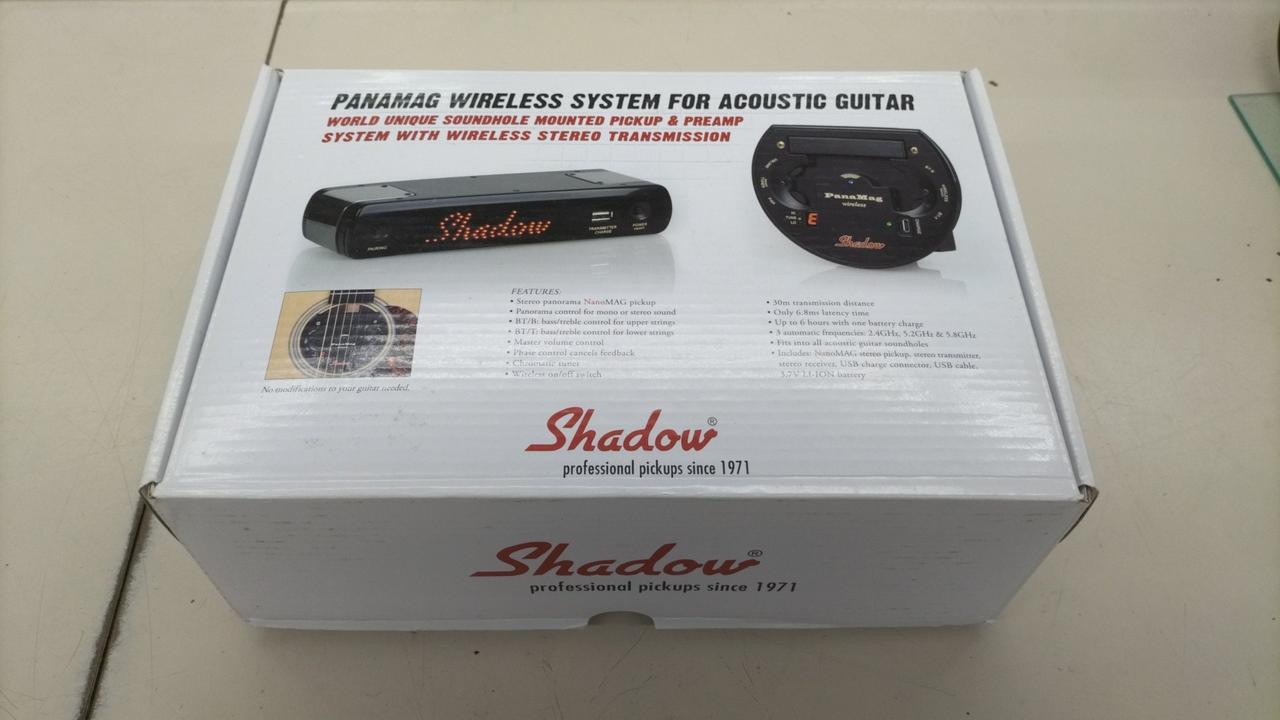 PANAMAG WIRELESS SYSTEM FOR ACOUSTIC GUITAR
WORLD UNIQUE SOUNDHOLE MOUNTED PICKUP & PREAMP
SYSTEM WITH WIRELESS STEREO TRANSMISSION
Shadow
PAIRING
TRANSMITTER
CHARGE
POWER
PanaMag
wireless
HI
TUNE
LO
E
Shadow
No modifications to your guitar needed.
FEATURES:
• Stereo panorama NanoMAG pickup
• Panorama control for mono or stereo sound
• BT/B: bass/treble control for upper strings
• BT/T: bass/treble control for lower strings
• Master volume control
• Phase control cancels feedback
• Chromatic tuner
• Wireless on/off switch
• 30m transmission distance
• Only 6.8ms latency time
• Up to 6 hours with one battery charge
• 3 automatic frequencies: 2.4GHz, 5.2GHz & 5.8GHz
• Fits into all acoustic guitar soundholes
• Includes: NanoMAG stereo pickup, stereo transmitter,
stereo receiver, USB charge connector, USB cable,
3.7V LI-ION battery
Shadow®
professional pickups since 1971
Shadow®
professional pickups since 1971